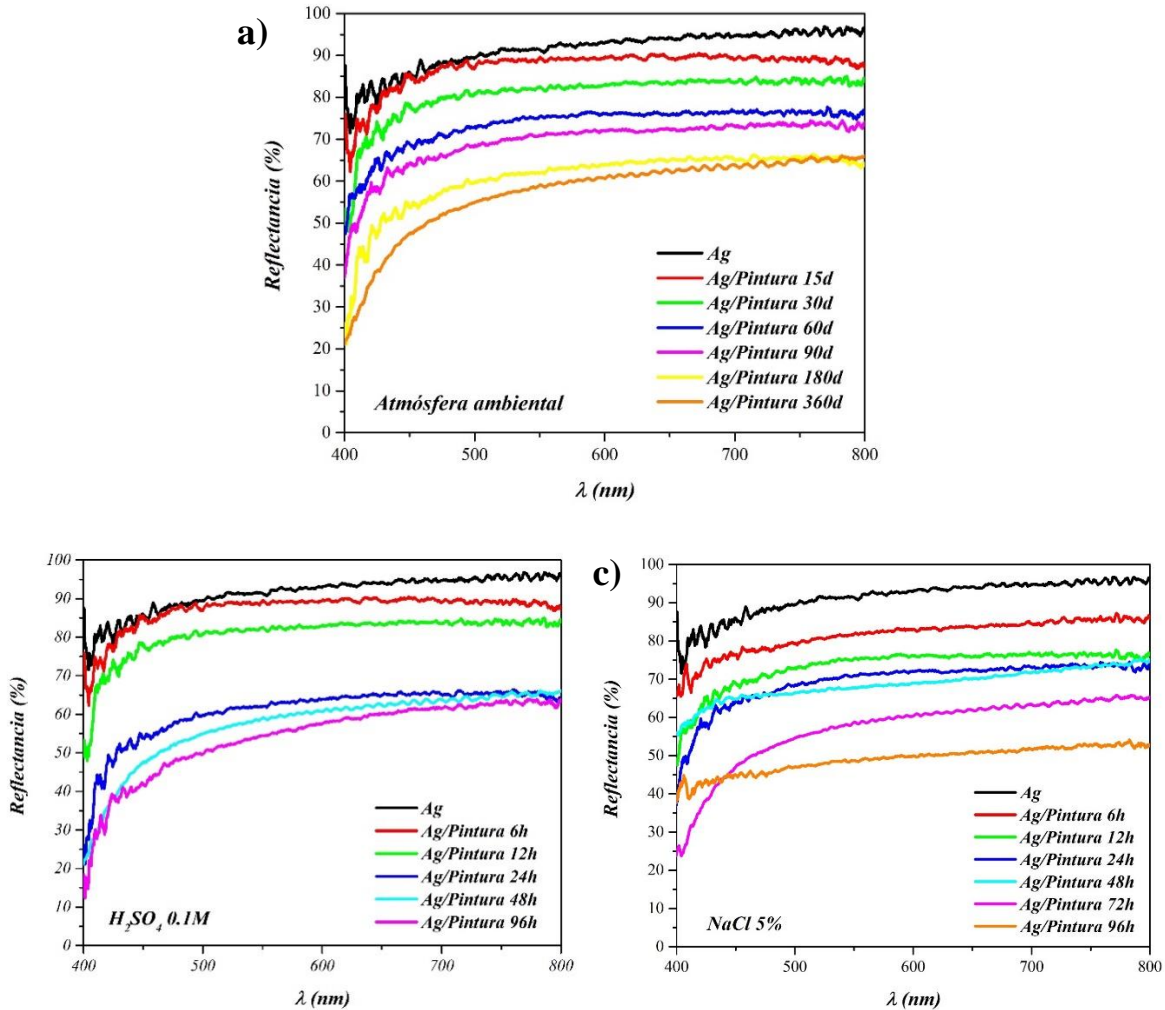 a)
100
90
80
70
60
50
40
30
20
10
0
Reflectancia (%)
Ag
Ag/Pintura 15d
Ag/Pintura 30d
Ag/Pintura 60d
Ag/Pintura 90d
Ag/Pintura 180d
Ag/Pintura 360d
Atmósfera ambiental
400 500 600 700 800
λ (nm)
100
90
80
70
60
50
40
30
20
10
0
Reflectancia (%)
Ag
Ag/Pintura 6h
Ag/Pintura 12h
Ag/Pintura 24h
Ag/Pintura 48h
Ag/Pintura 96h
H₂SO₄ 0.1M
400 500 600 700 800
λ (nm)
c)
100
90
80
70
60
50
40
30
20
10
0
Reflectancia (%)
Ag
Ag/Pintura 6h
Ag/Pintura 12h
Ag/Pintura 24h
Ag/Pintura 48h
Ag/Pintura 72h
Ag/Pintura 96h
NaCl 5%
400 500 600 700 800
λ (nm)